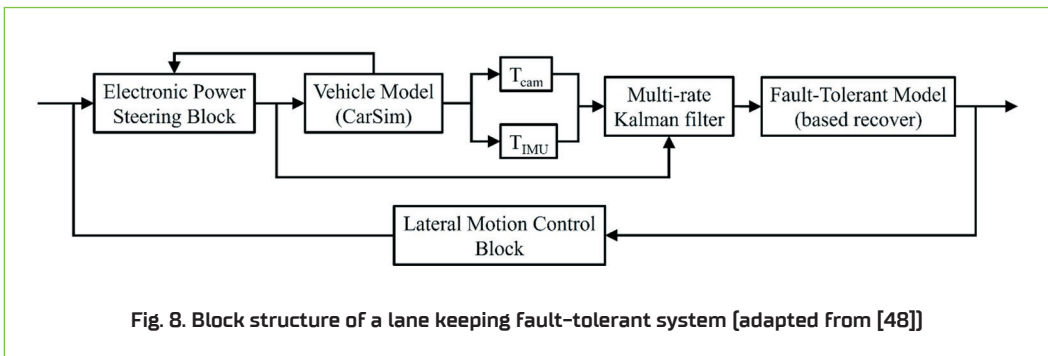 Electronic Power
Steering Block
Vehicle Model
(CarSim)
T_cam
T_IMU
Multi-rate
Kalman filter
Fault-Tolerant Model
(based recover)
Lateral Motion Control
Block
Fig. 8. Block structure of a lane keeping fault-tolerant system (adapted from [48])